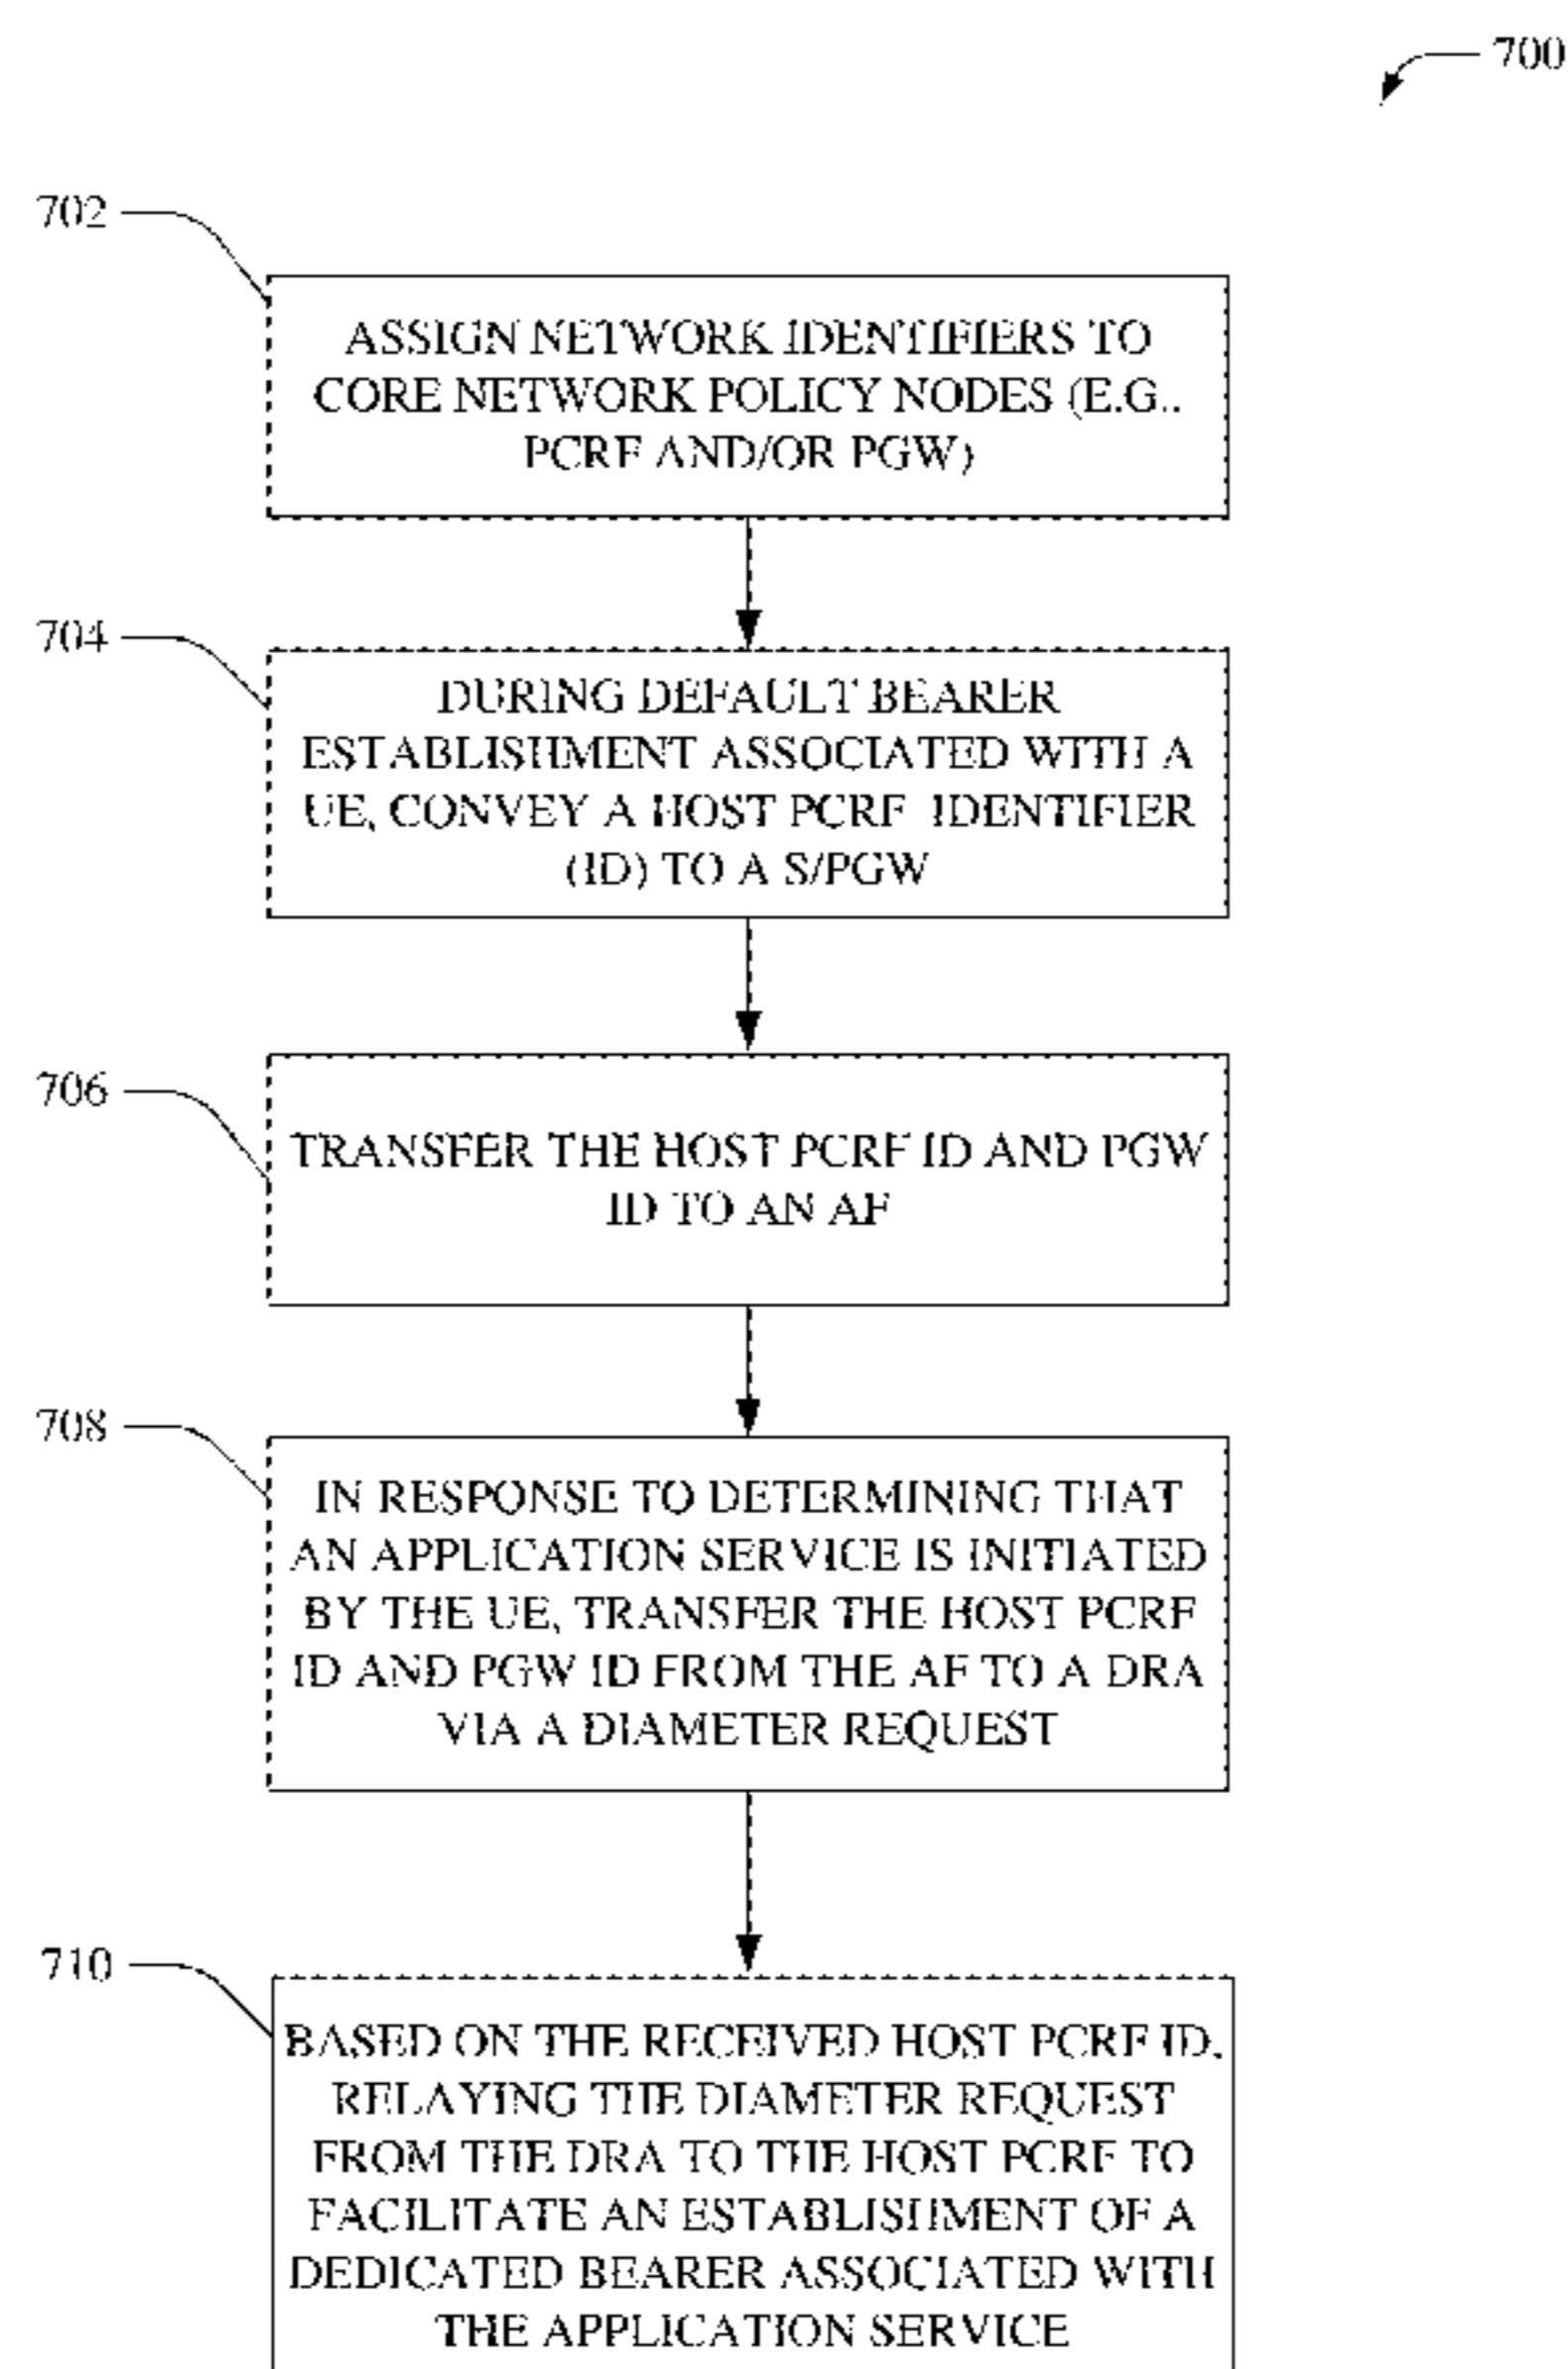 700
702
ASSIGN NETWORK IDENTIFIERS TO
CORE NETWORK POLICY NODES (E.G.,
PCRF AND/OR PGW)
704
DURING DEFAULT BEARER
ESTABLISHMENT ASSOCIATED WITH A
UE, CONVEY A HOST PCRF IDENTIFIER
(ID) TO A S/PGW
706
TRANSFER THE HOST PCRF ID AND PGW
ID TO AN AF
708
IN RESPONSE TO DETERMINING THAT
AN APPLICATION SERVICE IS INITIATED
BY THE UE, TRANSFER THE HOST PCRF
ID AND PGW ID FROM THE AF TO A DRA
VIA A DIAMETER REQUEST
710
BASED ON THE RECEIVED HOST PCRF ID,
RELAYING THE DIAMETER REQUEST
FROM THE DRA TO THE HOST PCRF TO
FACILITATE AN ESTABLISHMENT OF A
DEDICATED BEARER ASSOCIATED WITH
THE APPLICATION SERVICE